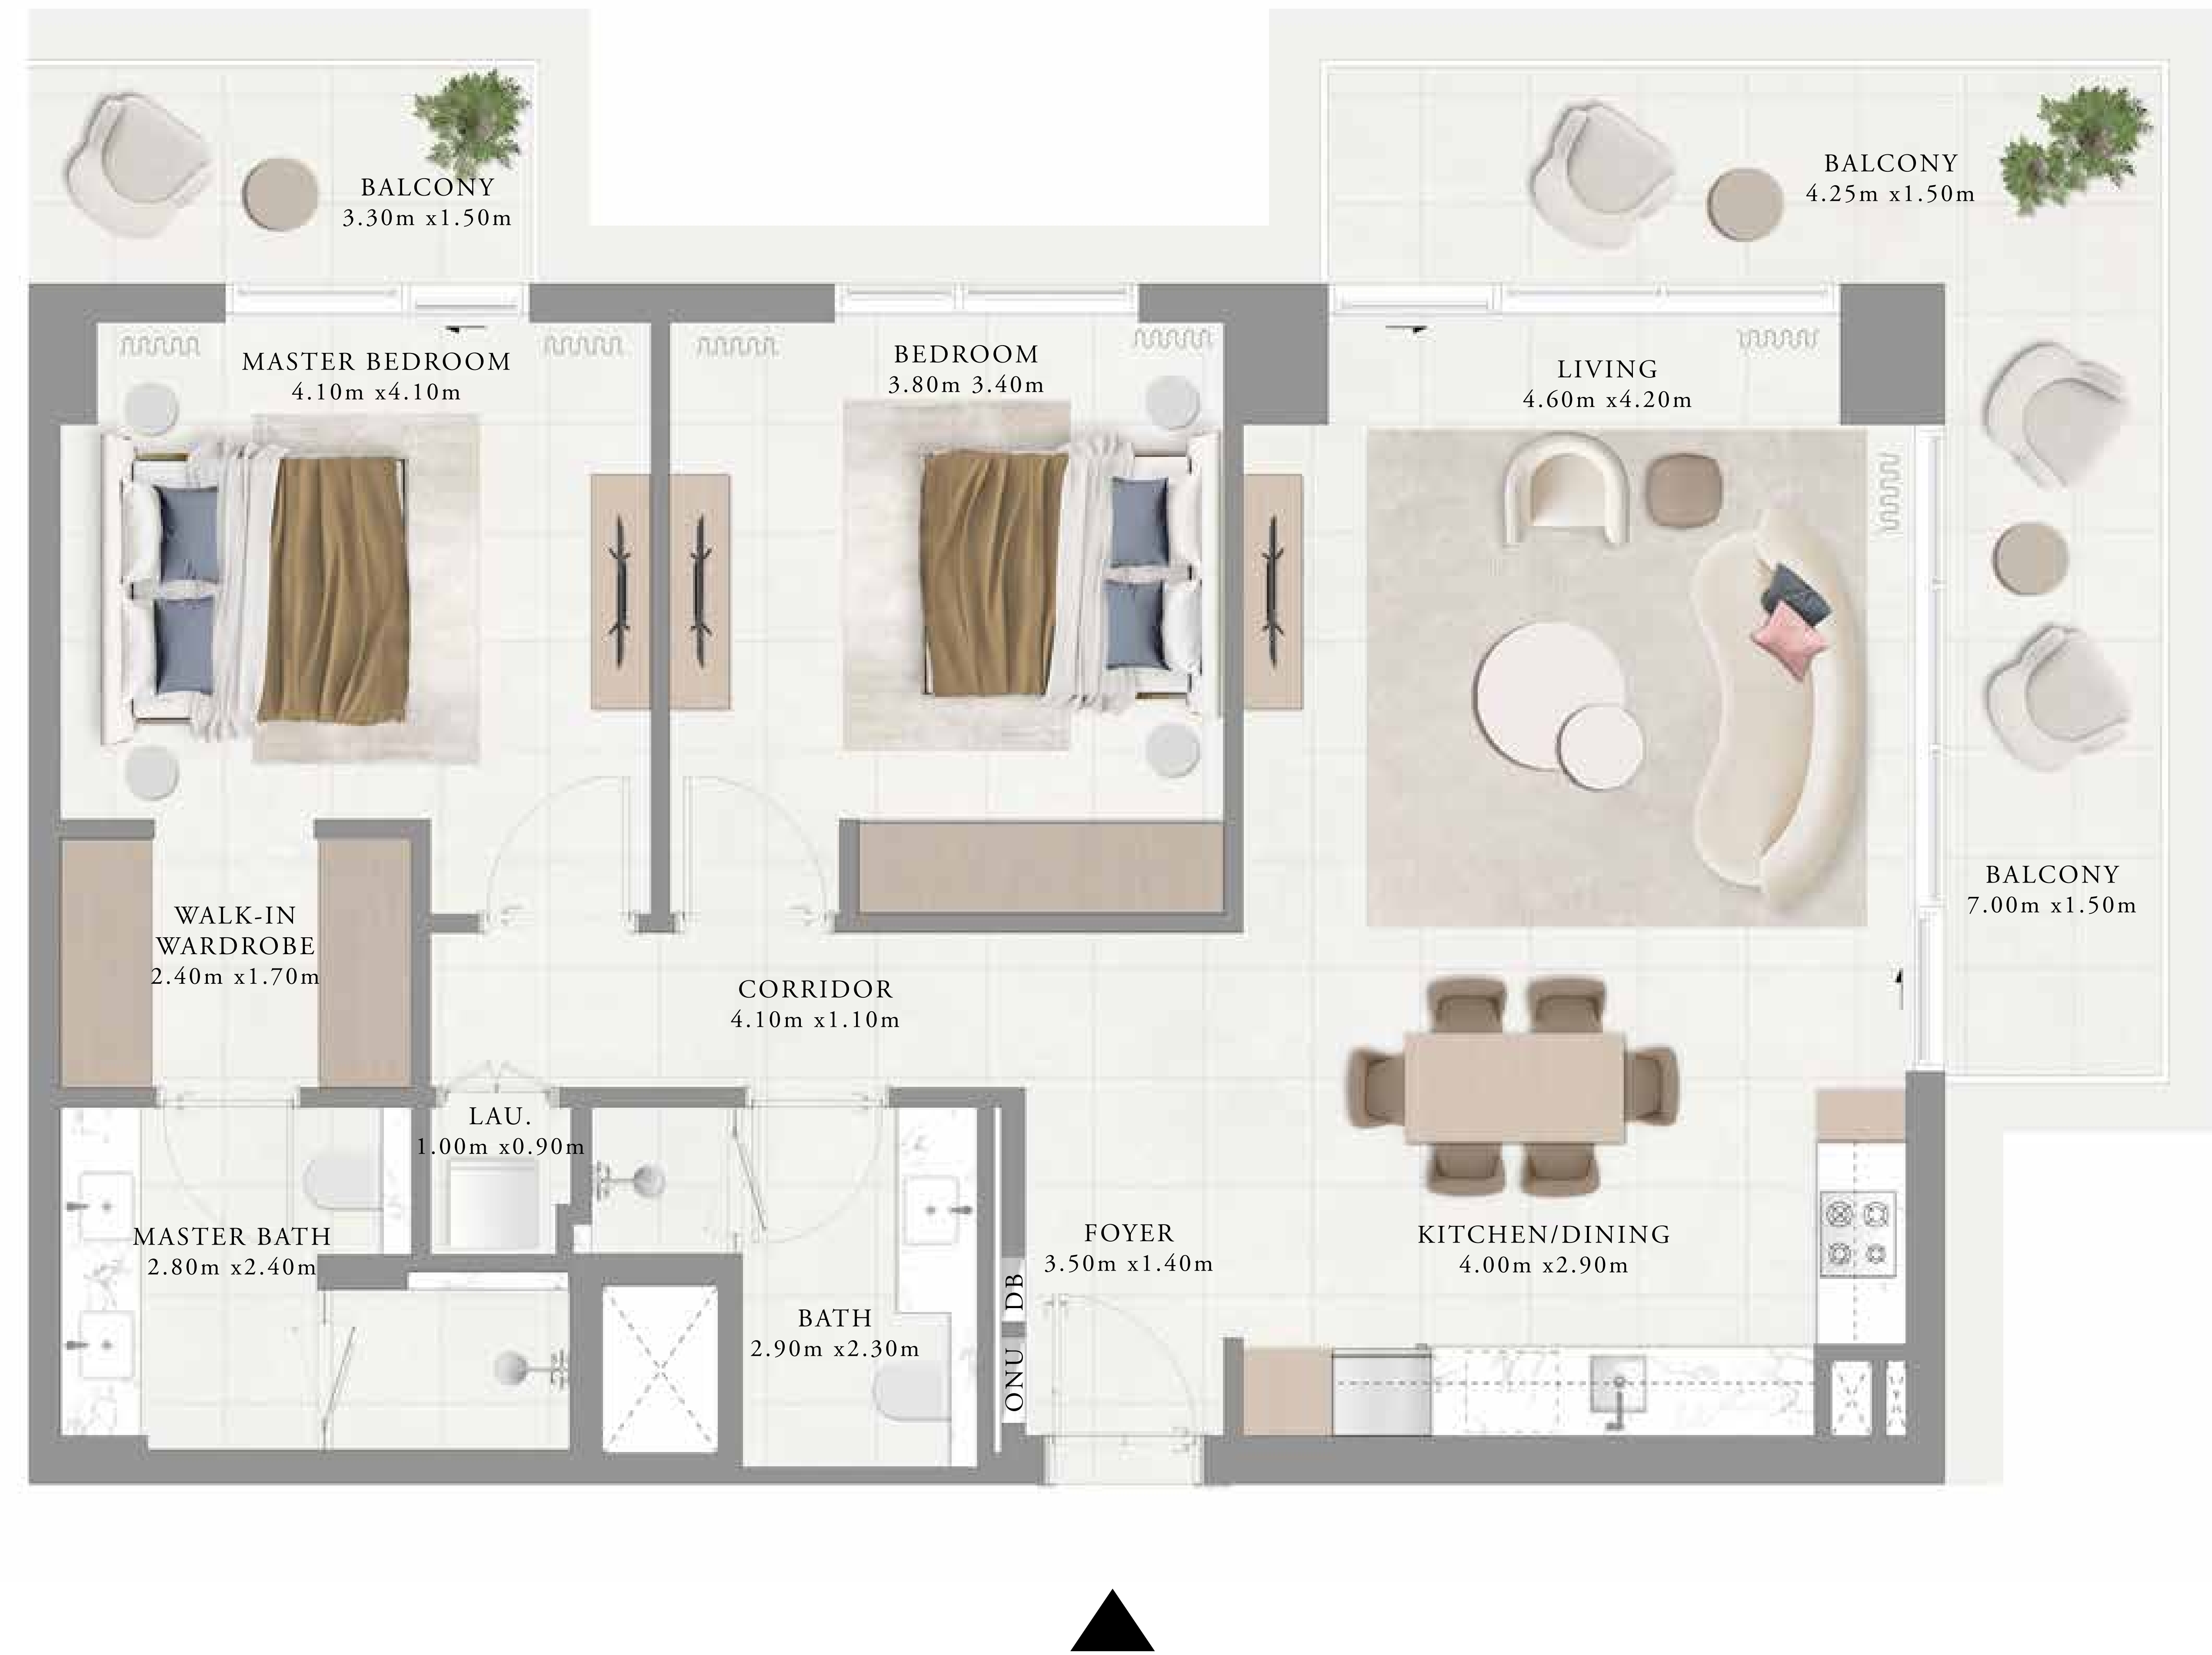 BALCONY
3.30m x1.50m
BALCONY
4.25m x1.50m
MASTER BEDROOM
4.10m x4.10m
BEDROOM
3.80m 3.40m
LIVING
4.60m x4.20m
BALCONY
7.00m x1.50m
WALK-IN
WARDROBE
2.40m x1.70m
CORRIDOR
4.10m x1.10m
LAU.
1.00m x0.90m
MASTER BATH
2.80m x2.40m
BATH
2.90m x2.30m
FOYER
3.50m x1.40m
KITCHEN/DINING
4.00m x2.90m
DB
ONU